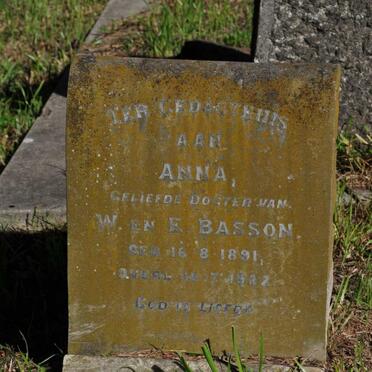 TER GEDAGTENIS
AAN
ANNA,
GELIEFDE DOGTER VAN
W. EN E. BASSON
GEB. 16. 8. 1891,
GOD IS LIEFDE